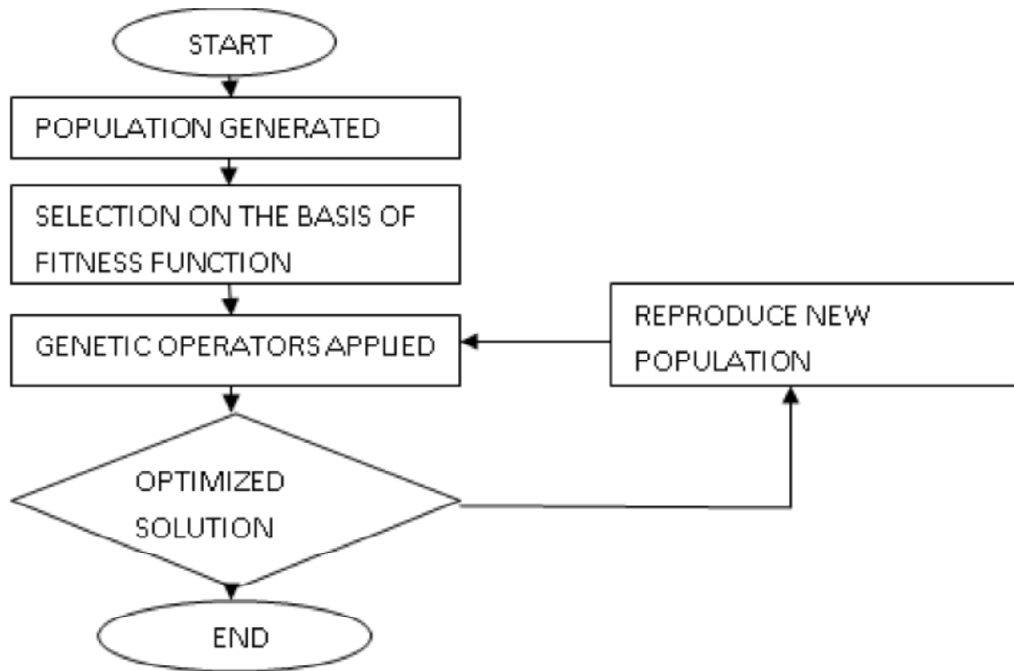 START
POPULATION GENERATED
SELECTION ON THE BASIS OF
FITNESS FUNCTION
GENETIC OPERATORS APPLIED
REPRODUCE NEW
POPULATION
OPTIMIZED
SOLUTION
END